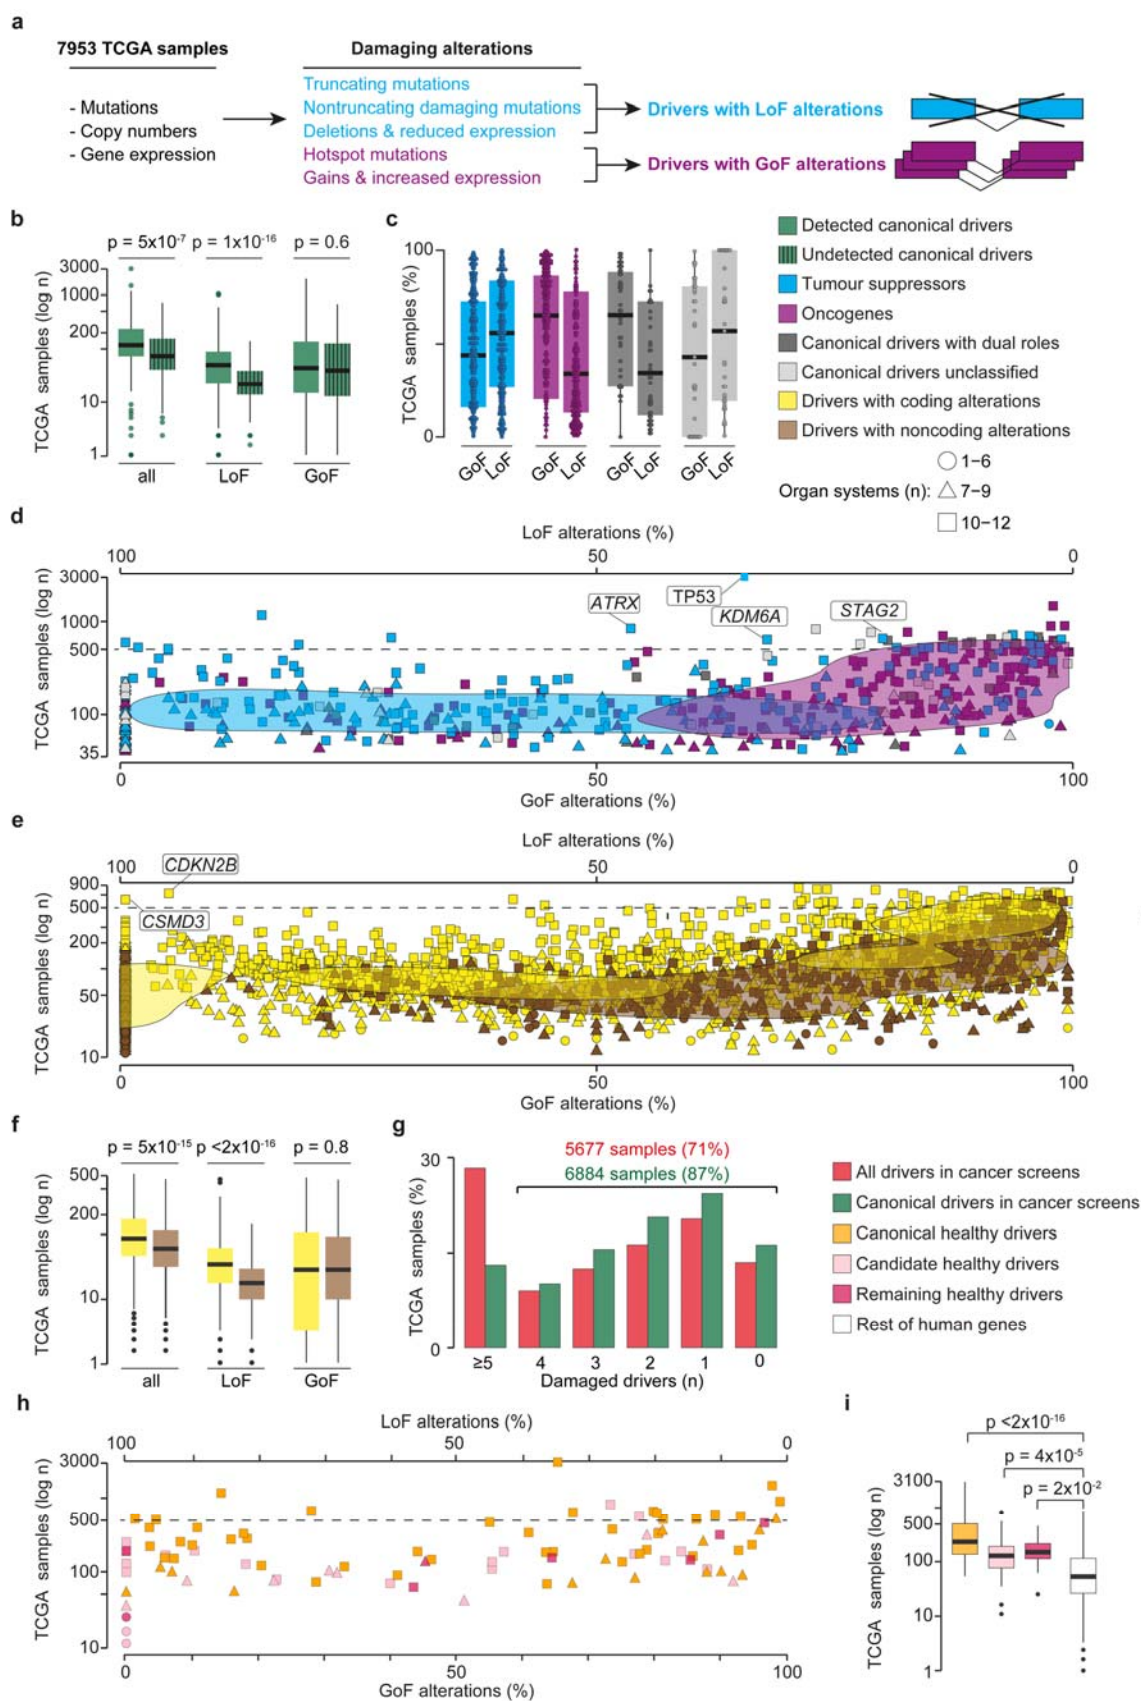 a
7953 TCGA samples
- Mutations
- Copy numbers
- Gene expression
Damaging alterations
Truncating mutations
Nontruncating damaging mutations
Deletions & reduced expression
Hotspot mutations
Gains & increased expression
Drivers with LoF alterations
Drivers with GoF alterations
b
p = 5x10-7 p = 1x10-16 p = 0.6
TCGA samples (log n)
3000
1000
200
10
1
all LoF GoF
c
TCGA samples (%)
100
0
GoF LoF GoF LoF GoF LoF GoF LoF
Detected canonical drivers
Undetected canonical drivers
Tumour suppressors
Oncogenes
Canonical drivers with dual roles
Canonical drivers unclassified
Drivers with coding alterations
Drivers with noncoding alterations
Organ systems (n):
1−6
7−9
10−12
d
LoF alterations (%)
100 50 0
TCGA samples (log n)
3000
1000
500
100
35
ATRX
TP53
KDM6A
STAG2
0 50 100
GoF alterations (%)
e
LoF alterations (%)
100 50 0
TCGA samples (log n)
900
500
200
50
10
CDKN2B
CSMD3
0 50 100
GoF alterations (%)
f
p = 5x10-15 p <2x10-16 p = 0.8
TCGA samples (log n)
500
200
10
1
all LoF GoF
g
5677 samples (71%)
6884 samples (87%)
TCGA samples (%)
30
0
≥5 4 3 2 1 0
Damaged drivers (n)
All drivers in cancer screens
Canonical drivers in cancer screens
Canonical healthy drivers
Candidate healthy drivers
Remaining healthy drivers
Rest of human genes
h
LoF alterations (%)
100 50 0
TCGA samples (log n)
3000
500
100
10
0 50 100
GoF alterations (%)
i
p <2x10-16
p = 4x10-5
p = 2x10-2
TCGA samples (log n)
3100
500
100
10
1